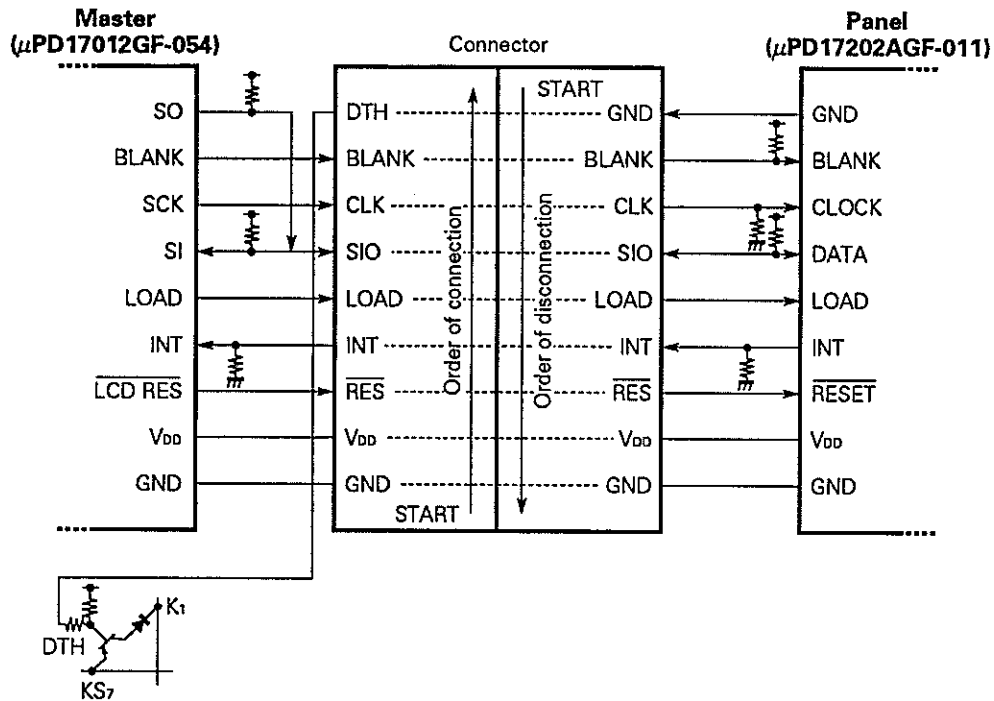 Master
(μPD17012GF-054)
Connector
Panel
(μPD17202AGF-011)
SO
BLANK
SCK
SI
LOAD
INT
LCD RES
VDD
GND
DTH
BLANK
CLK
SIO
LOAD
INT
RES
VDD
GND
START
Order of connection
START
Order of disconnection
GND
BLANK
CLK
SIO
LOAD
INT
RES
VDD
GND
GND
BLANK
CLOCK
DATA
LOAD
INT
RESET
VDD
GND
K1
DTH
KS7